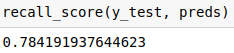 recall_score(y_test, preds)
0.784191937644623